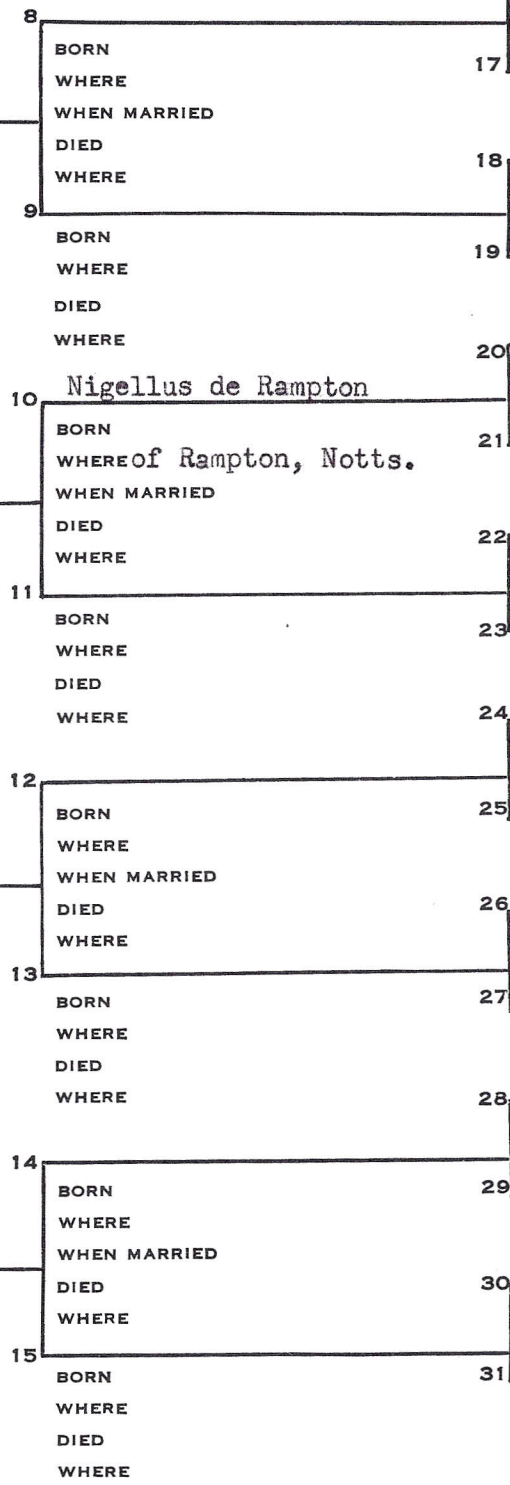 8
BORN
WHERE
17
WHEN MARRIED
DIED
18
WHERE
9
BORN
19
WHERE
DIED
WHERE
20
Nigellus de Rampton
10
BORN
21
WHERE of Rampton, Notts.
WHEN MARRIED
DIED
22
WHERE
11
BORN
23
WHERE
DIED
WHERE
24
12
BORN
25
WHERE
WHEN MARRIED
DIED
26
WHERE
13
BORN
27
WHERE
DIED
WHERE
28
14
BORN
29
WHERE
WHEN MARRIED
DIED
30
WHERE
15
BORN
31
WHERE
DIED
WHERE